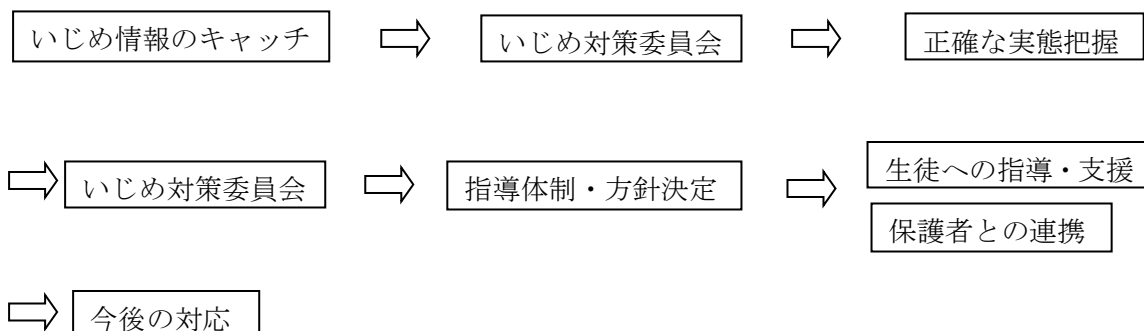 いじめ情報のキャッチ ⇨ いじめ対策委員会 ⇨ 正確な実態把握
⇨ いじめ対策委員会 ⇨ 指導体制・方針決定 ⇨ 生徒への指導・支援
保護者との連携
⇨ 今後の対応